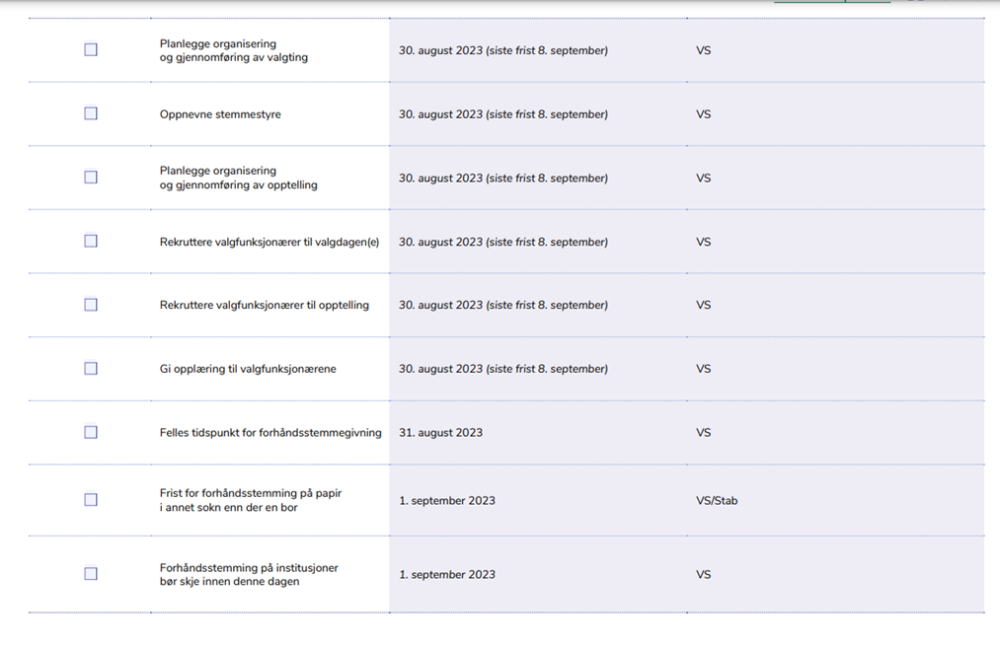 Planlegge organisering
og gjennomføring av valgting
30. august 2023 (siste frist 8. september)
VS
Oppnevne stemmestyre
30. august 2023 (siste frist 8. september)
VS
Planlegge organisering
og gjennomføring av opptelling
30. august 2023 (siste frist 8. september)
VS
Rekruttere valgfunksjonærer til valgdagen(e)
30. august 2023 (siste frist 8. september)
VS
Rekruttere valgfunksjonærer til opptelling
30. august 2023 (siste frist 8. september)
VS
Gi opplæring til valgfunksjonærene
30. august 2023 (siste frist 8. september)
VS
Felles tidspunkt for forhåndsstemmegivning
31. august 2023
VS
Frist for forhåndsstemming på papir
i annet sokn enn der en bor
1. september 2023
VS/Stab
Forhåndsstemming på institusjoner
bør skje innen denne dagen
1. september 2023
VS